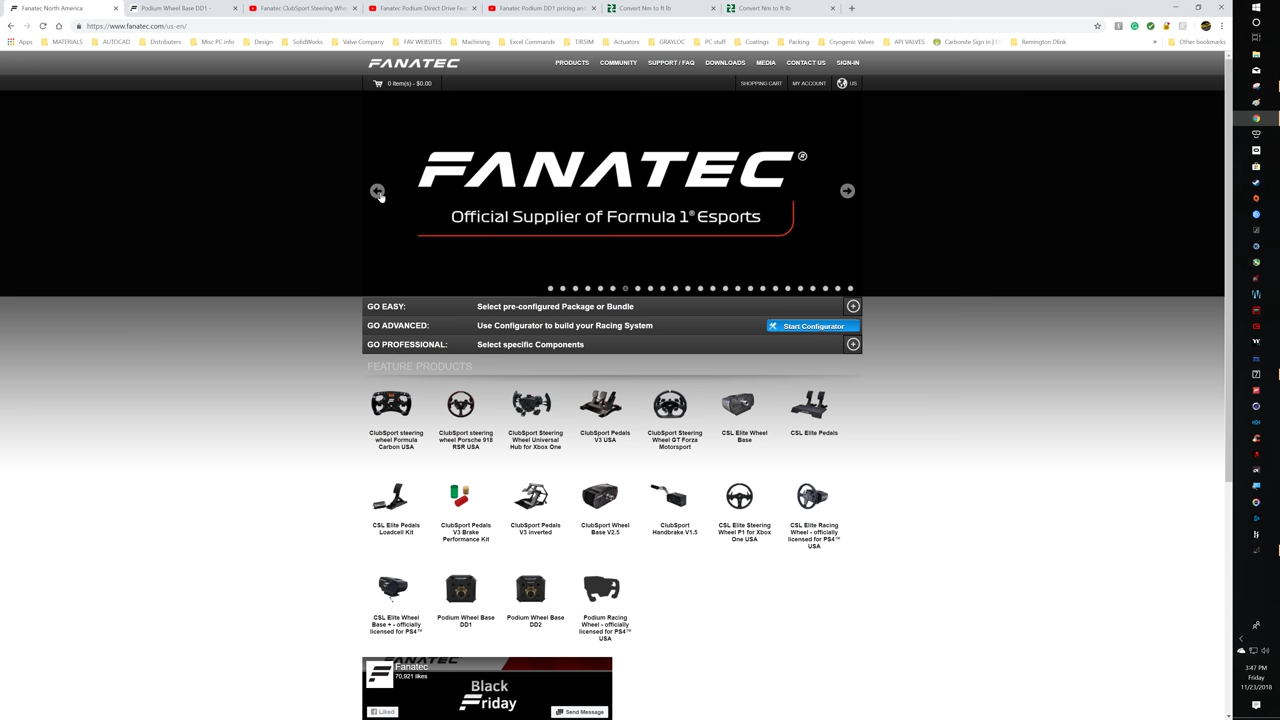 Fanatec North America
Podium Wheel Base DD1 -
Fanatec ClubSport Steering Whe
Fanatec Podium Direct Drive Fea
Fanatec Podium DD1 pricing and
Convert Nm to ft lb
Convert Nm to ft lb
https://www.fanatec.com/us-en/
Apps
MATERIALS
AUTOCAD
Distributers
Misc PC info
Design
SolidWorks
Valve Company
FAV WEBSITES
Machining
Excel Commands
TJRSIM
Actuators
GRAYLOC
PC stuff
Coatings
Packing
Cryogenic Valves
API VALVES
Carbonite Sign in | O
Remington Dlink
»
Other bookmarks
FANATEC
PRODUCTS
COMMUNITY
SUPPORT / FAQ
DOWNLOADS
MEDIA
CONTACT US
SIGN-IN
0 item(s) - $0.00
SHOPPING CART
MY ACCOUNT
US
FANATEC®
Official Supplier of Formula 1® Esports
GO EASY: Select pre-configured Package or Bundle
GO ADVANCED: Use Configurator to build your Racing System
Start Configurator
GO PROFESSIONAL: Select specific Components
FEATURE PRODUCTS
ClubSport steering
wheel Formula
Carbon USA
ClubSport steering
wheel Porsche 918
RSR USA
ClubSport Steering
Wheel Universal
Hub for Xbox One
ClubSport Pedals
V3 USA
ClubSport Steering
Wheel GT Forza
Motorsport
CSL Elite Wheel
Base
CSL Elite Pedals
CSL Elite Pedals
Loadcell Kit
ClubSport Pedals
V3 Brake
Performance Kit
ClubSport Pedals
V3 inverted
ClubSport Wheel
Base V2.5
ClubSport
Handbrake V1.5
CSL Elite Steering
Wheel P1 for Xbox
One USA
CSL Elite Racing
Wheel - officially
licensed for PS4™
USA
CSL Elite Wheel
Base + - officially
licensed for PS4™
Podium Wheel Base
DD1
Podium Wheel Base
DD2
Podium Racing
Wheel - officially
licensed for PS4™
USA
Fanatec
70,921 likes
Black
Friday
Liked
Send Message
3:47 PM
Friday
11/23/2018